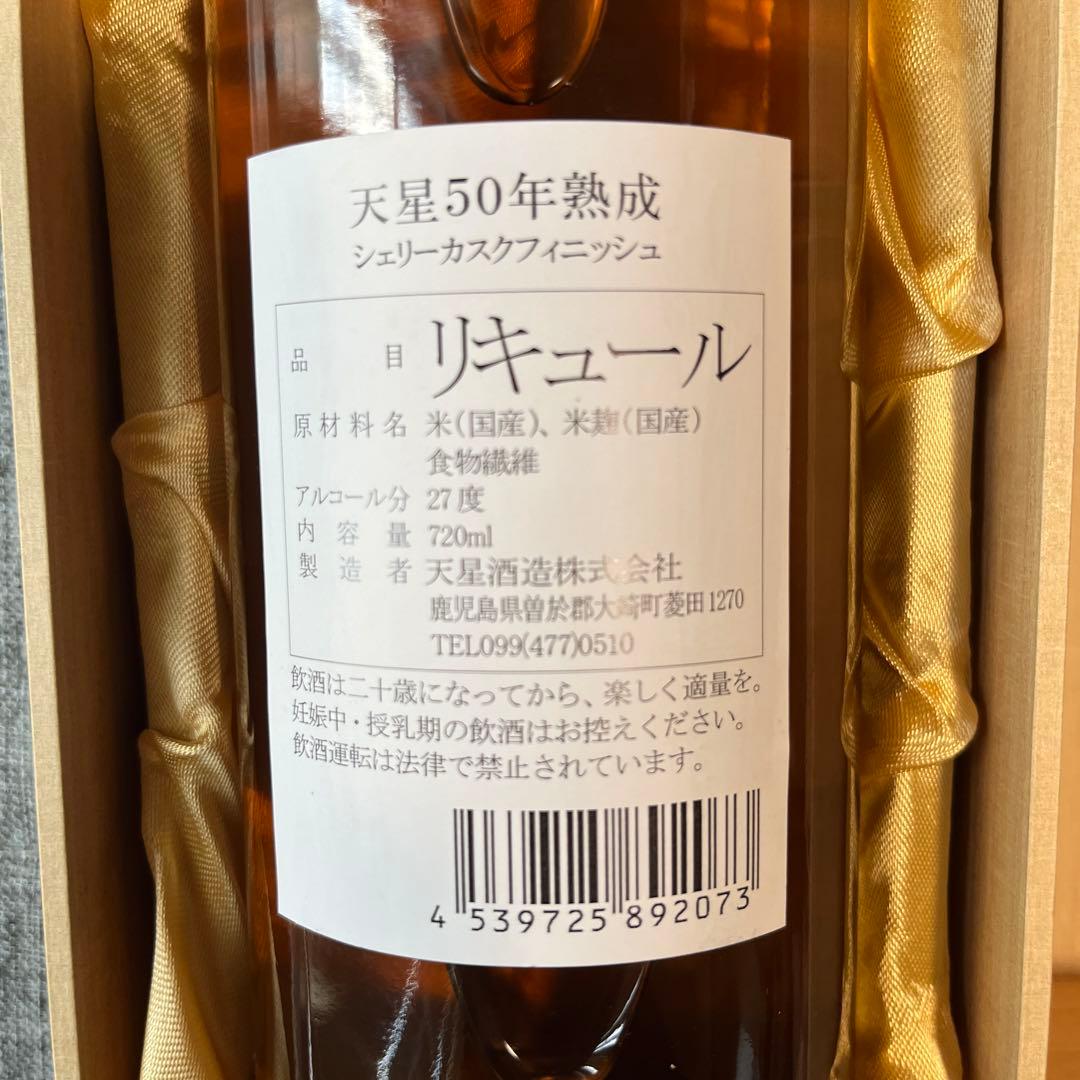 天星50年熟成
シェリーカスクフィニッシュ
品目 リキュール
原材料名 米(国産)、米麹(国産)
食物繊維
アルコール分 27度
内容量 720ml
製造者 天星酒造株式会社
鹿児島県曽於郡大崎町菱田1270
TEL099(477)0510
飲酒は二十歳になってから、楽しく適量を。
妊娠中・授乳期の飲酒はお控えください。
飲酒運転は法律で禁止されています。
4 539725 892073